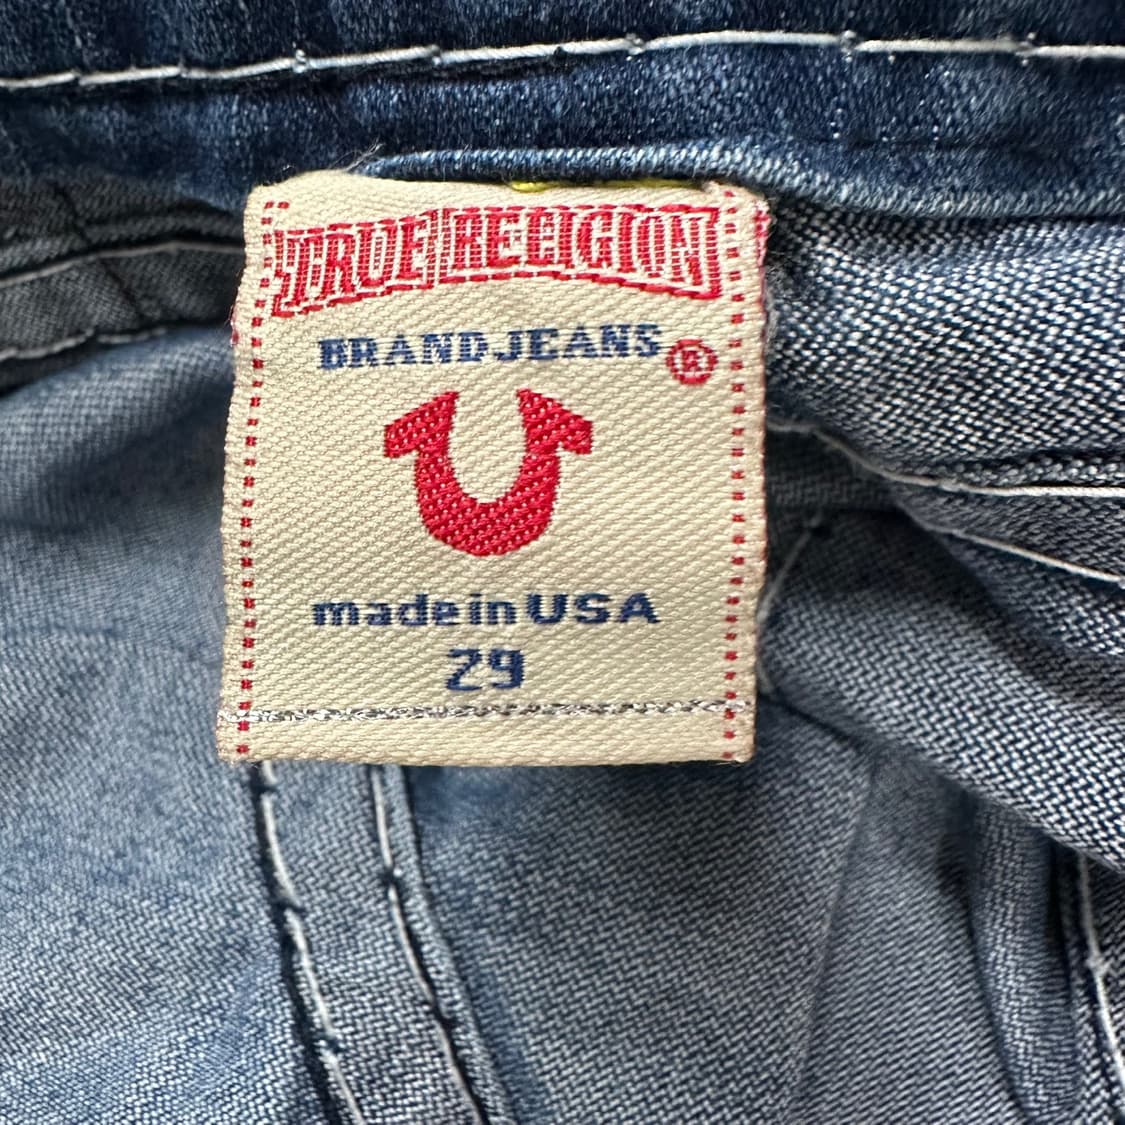 TRUE RELIGION
BRAND JEANS ®
made in USA
29